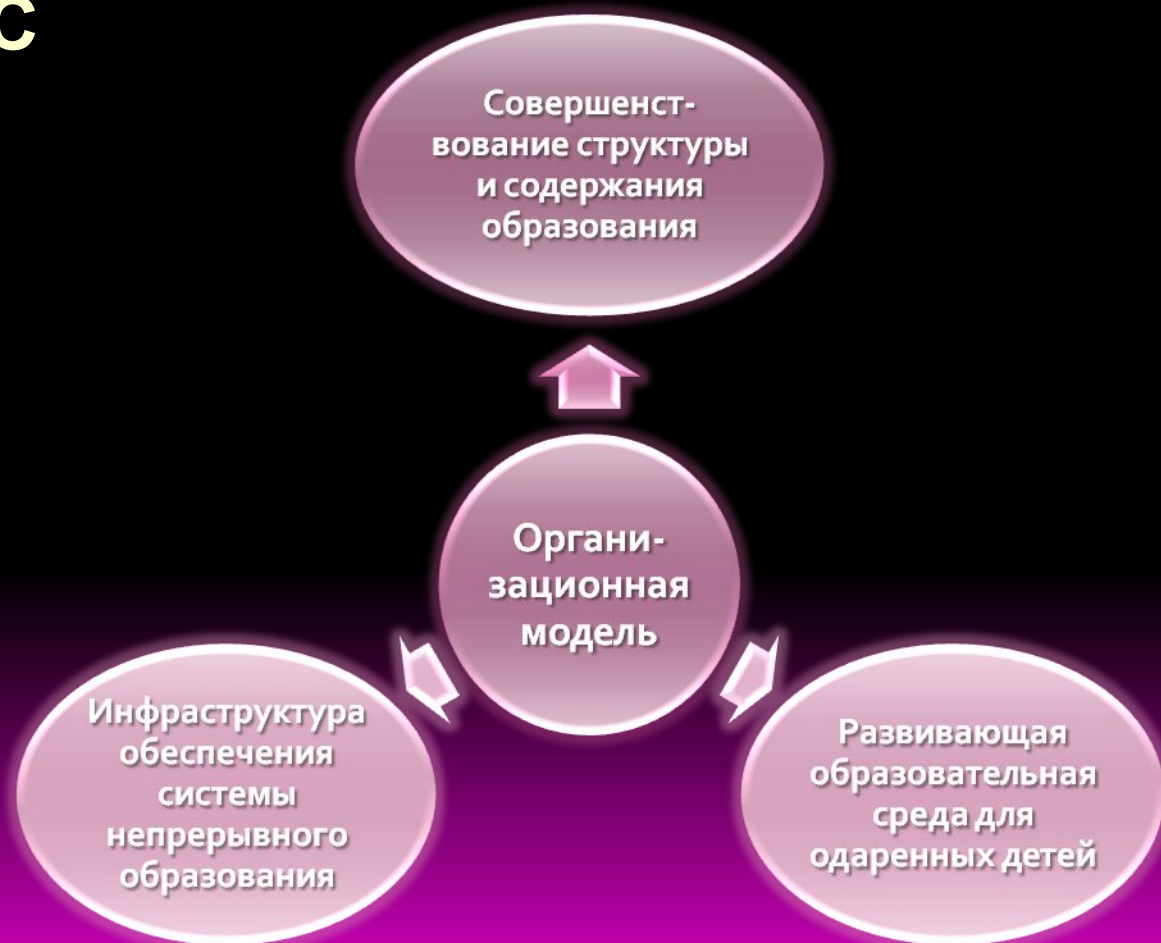 с
Совершенст-
вование структуры
и содержания
образования
Органи-
зационная
модель
Инфраструктура
обеспечения
системы
непрерывного
образования
Развивающая
образовательная
среда для
одаренных детей